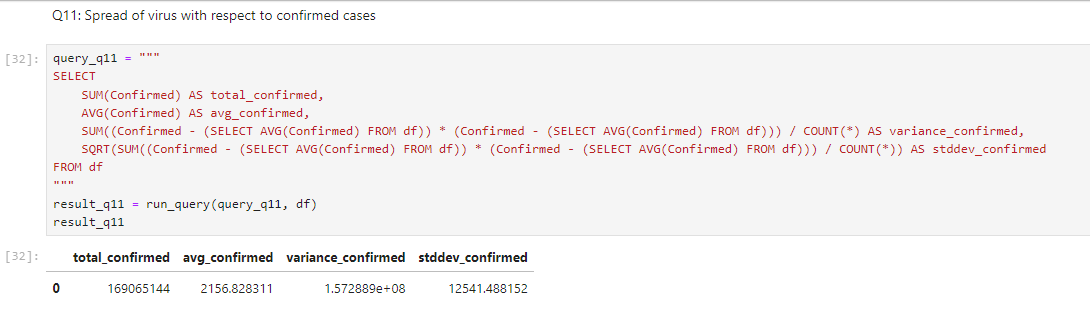 Q11: Spread of virus with respect to confirmed cases
[32]: query_q11 = """
SELECT
    SUM(Confirmed) AS total_confirmed,
    AVG(Confirmed) AS avg_confirmed,
    SUM((Confirmed - (SELECT AVG(Confirmed) FROM df)) * (Confirmed - (SELECT AVG(Confirmed) FROM df))) / COUNT(*) AS variance_confirmed,
    SQRT(SUM((Confirmed - (SELECT AVG(Confirmed) FROM df)) * (Confirmed - (SELECT AVG(Confirmed) FROM df))) / COUNT(*)) AS stddev_confirmed
FROM df
"""
result_q11 = run_query(query_q11, df)
result_q11
[32]: total_confirmed avg_confirmed variance_confirmed stddev_confirmed
0 169065144 2156.828311 1.572889e+08 12541.488152